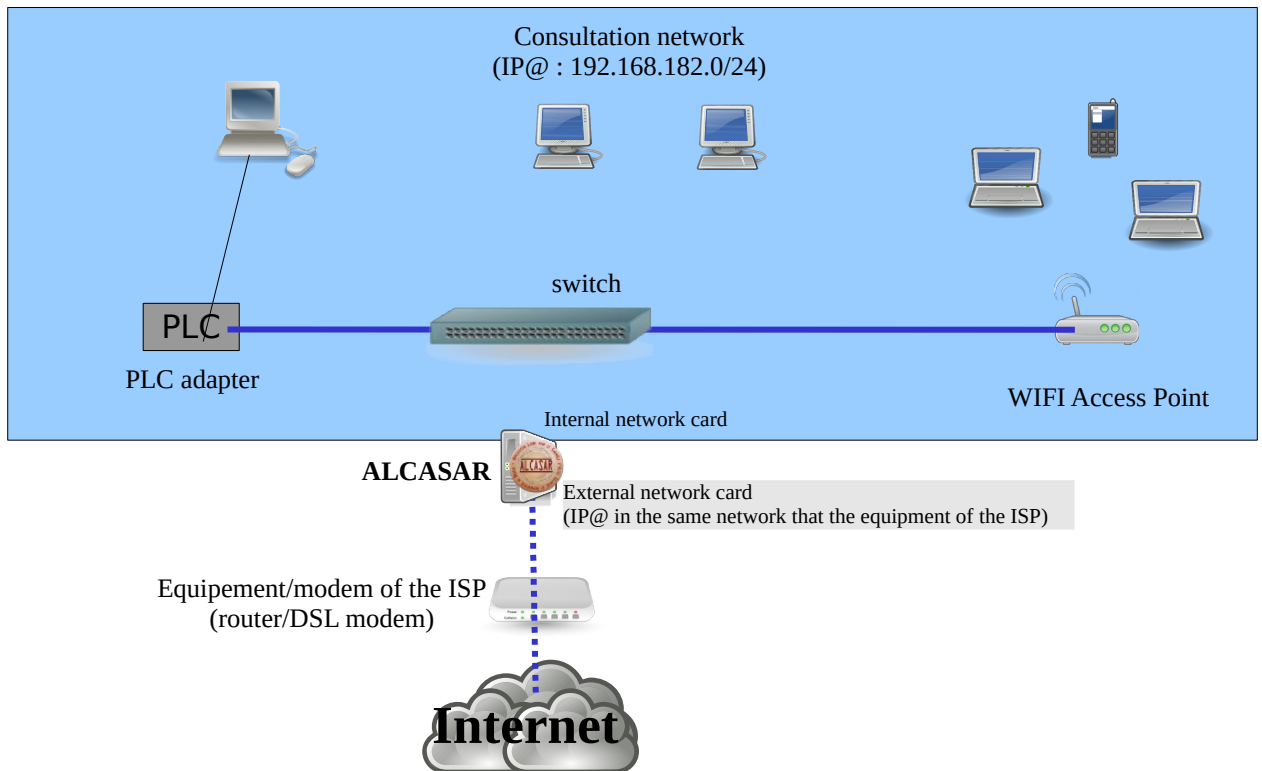 Consultation network
(IP@ : 192.168.182.0/24)
switch
PLC
PLC adapter
WIFI Access Point
Internal network card
ALCASAR
ALCASAR
External network card
(IP@ in the same network that the equipment of the ISP)
Equipement/modem of the ISP
(router/DSL modem)
Power
Internet